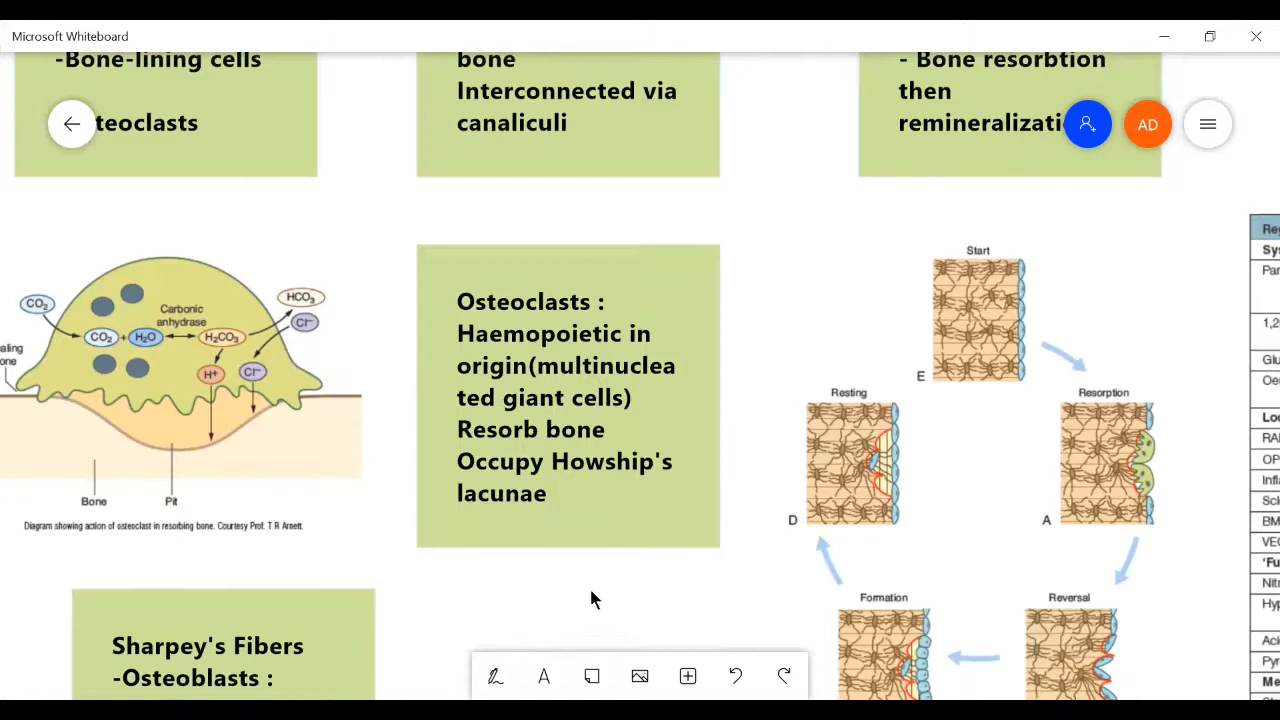 Microsoft Whiteboard
-Bone-lining cells
teoclasts
bone
Interconnected via
canaliculi
- Bone resorbtion
then
remineralizati
AD
CO₂
CO₂ + H₂O
Carbonic
anhydrase
H₂CO₃
HCO₃
Cl⁻
H⁺
Cl⁻
Bone
Pit
Diagram showing action of osteoclast in resorbing bone. Courtesy Prof. T R Arnett.
Osteoclasts :
Haemopoietic in
origin(multinuclea
ted giant cells)
Resorb bone
Occupy Howship's
lacunae
Start
E
Resting
D
Resorption
A
Formation
Reversal
Sharpey's Fibers
-Osteoblasts :